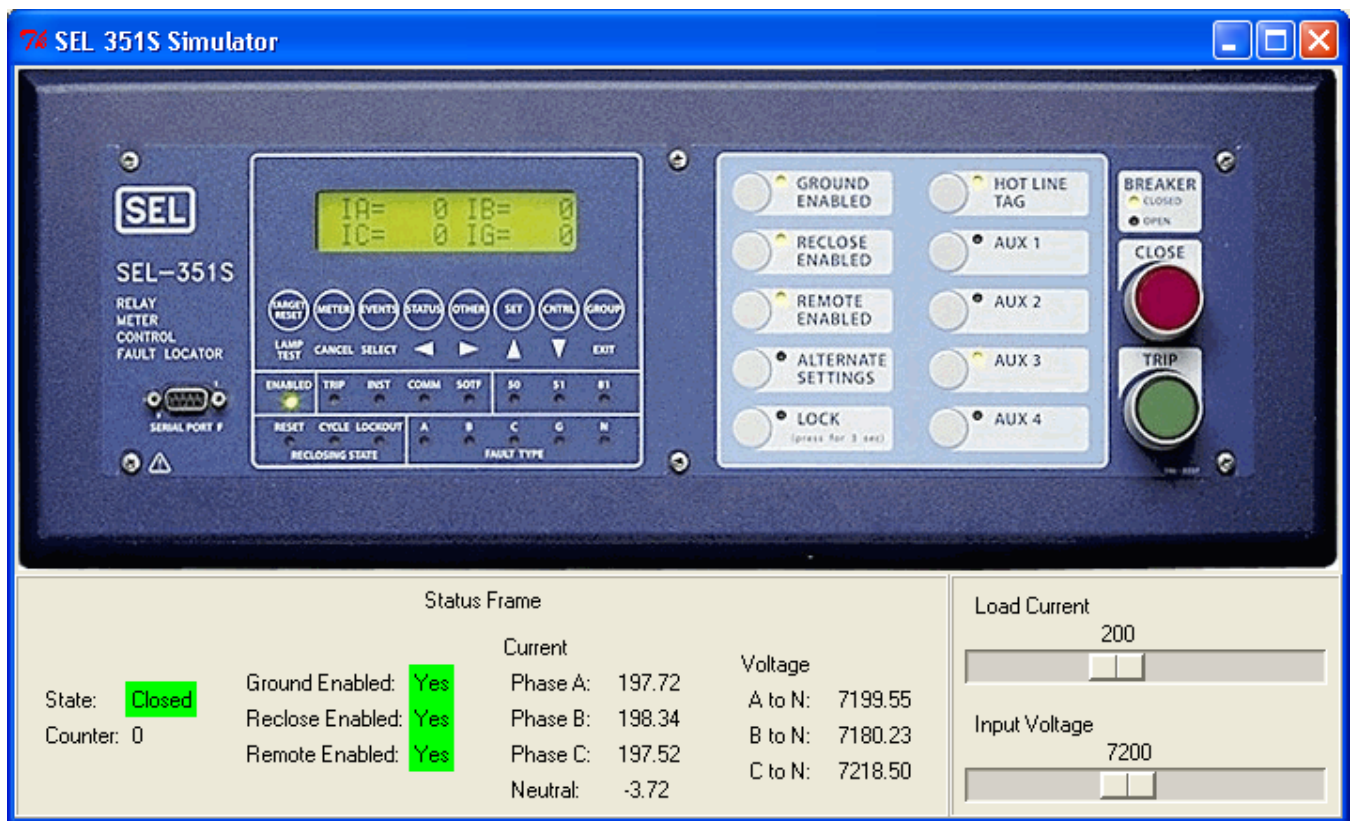 SEL 351S Simulator
SEL
SEL-351S
RELAY
METER
CONTROL
FAULT LOCATOR
SERIAL PORT F
IA= 0 IB= 0
IC= 0 IG= 0
TARGET RESET METER EVENTS STATUS OTHER SET CNTRL GROUP
LAMP TEST CANCEL SELECT EXIT
ENABLED TRIP INST COMM SOTF 50 51 81
RESET CYCLE LOCKOUT A B C G N
RECLOSING STATE FAULT TYPE
GROUND
ENABLED
RECLOSE
ENABLED
REMOTE
ENABLED
ALTERNATE
SETTINGS
LOCK
(press for 3 sec)
HOT LINE
TAG
AUX 1
AUX 2
AUX 3
AUX 4
BREAKER
CLOSED
OPEN
CLOSE
TRIP
Status Frame
State: Closed
Counter: 0
Ground Enabled: Yes
Reclose Enabled: Yes
Remote Enabled: Yes
Current
Phase A: 197.72
Phase B: 198.34
Phase C: 197.52
Neutral: -3.72
Voltage
A to N: 7199.55
B to N: 7180.23
C to N: 7218.50
Load Current
200
Input Voltage
7200